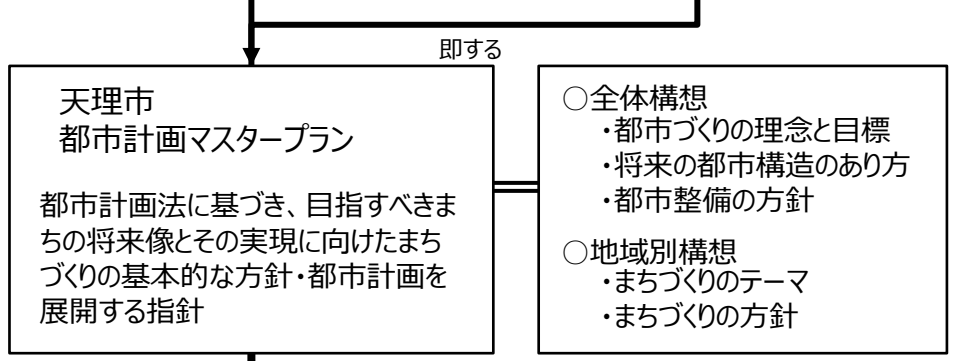 即する
天理市
都市計画マスタープラン
都市計画法に基づき、目指すべきま
ちの将来像とその実現に向けたまち
づくりの基本的な方針・都市計画を
展開する指針
○全体構想
・都市づくりの理念と目標
・将来の都市構造のあり方
・都市整備の方針
○地域別構想
・まちづくりのテーマ
・まちづくりの方針